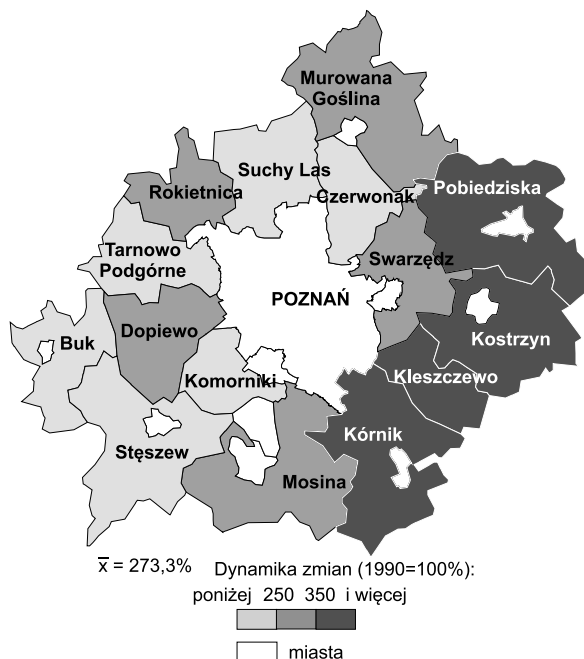 Murowana
Goślina
Suchy Las
Pobiedziska
Rokietnica
Czerwonak
Tarnowo
Podgórne
Swarzędz
POZNAŃ
Buk
Dopiewo
Kostrzyn
Komorniki
Kleszczewo
Kórnik
Stęszew
Mosina
x̅ = 273,3% Dynamika zmian (1990=100%):
poniżej 250 350 i więcej
miasta